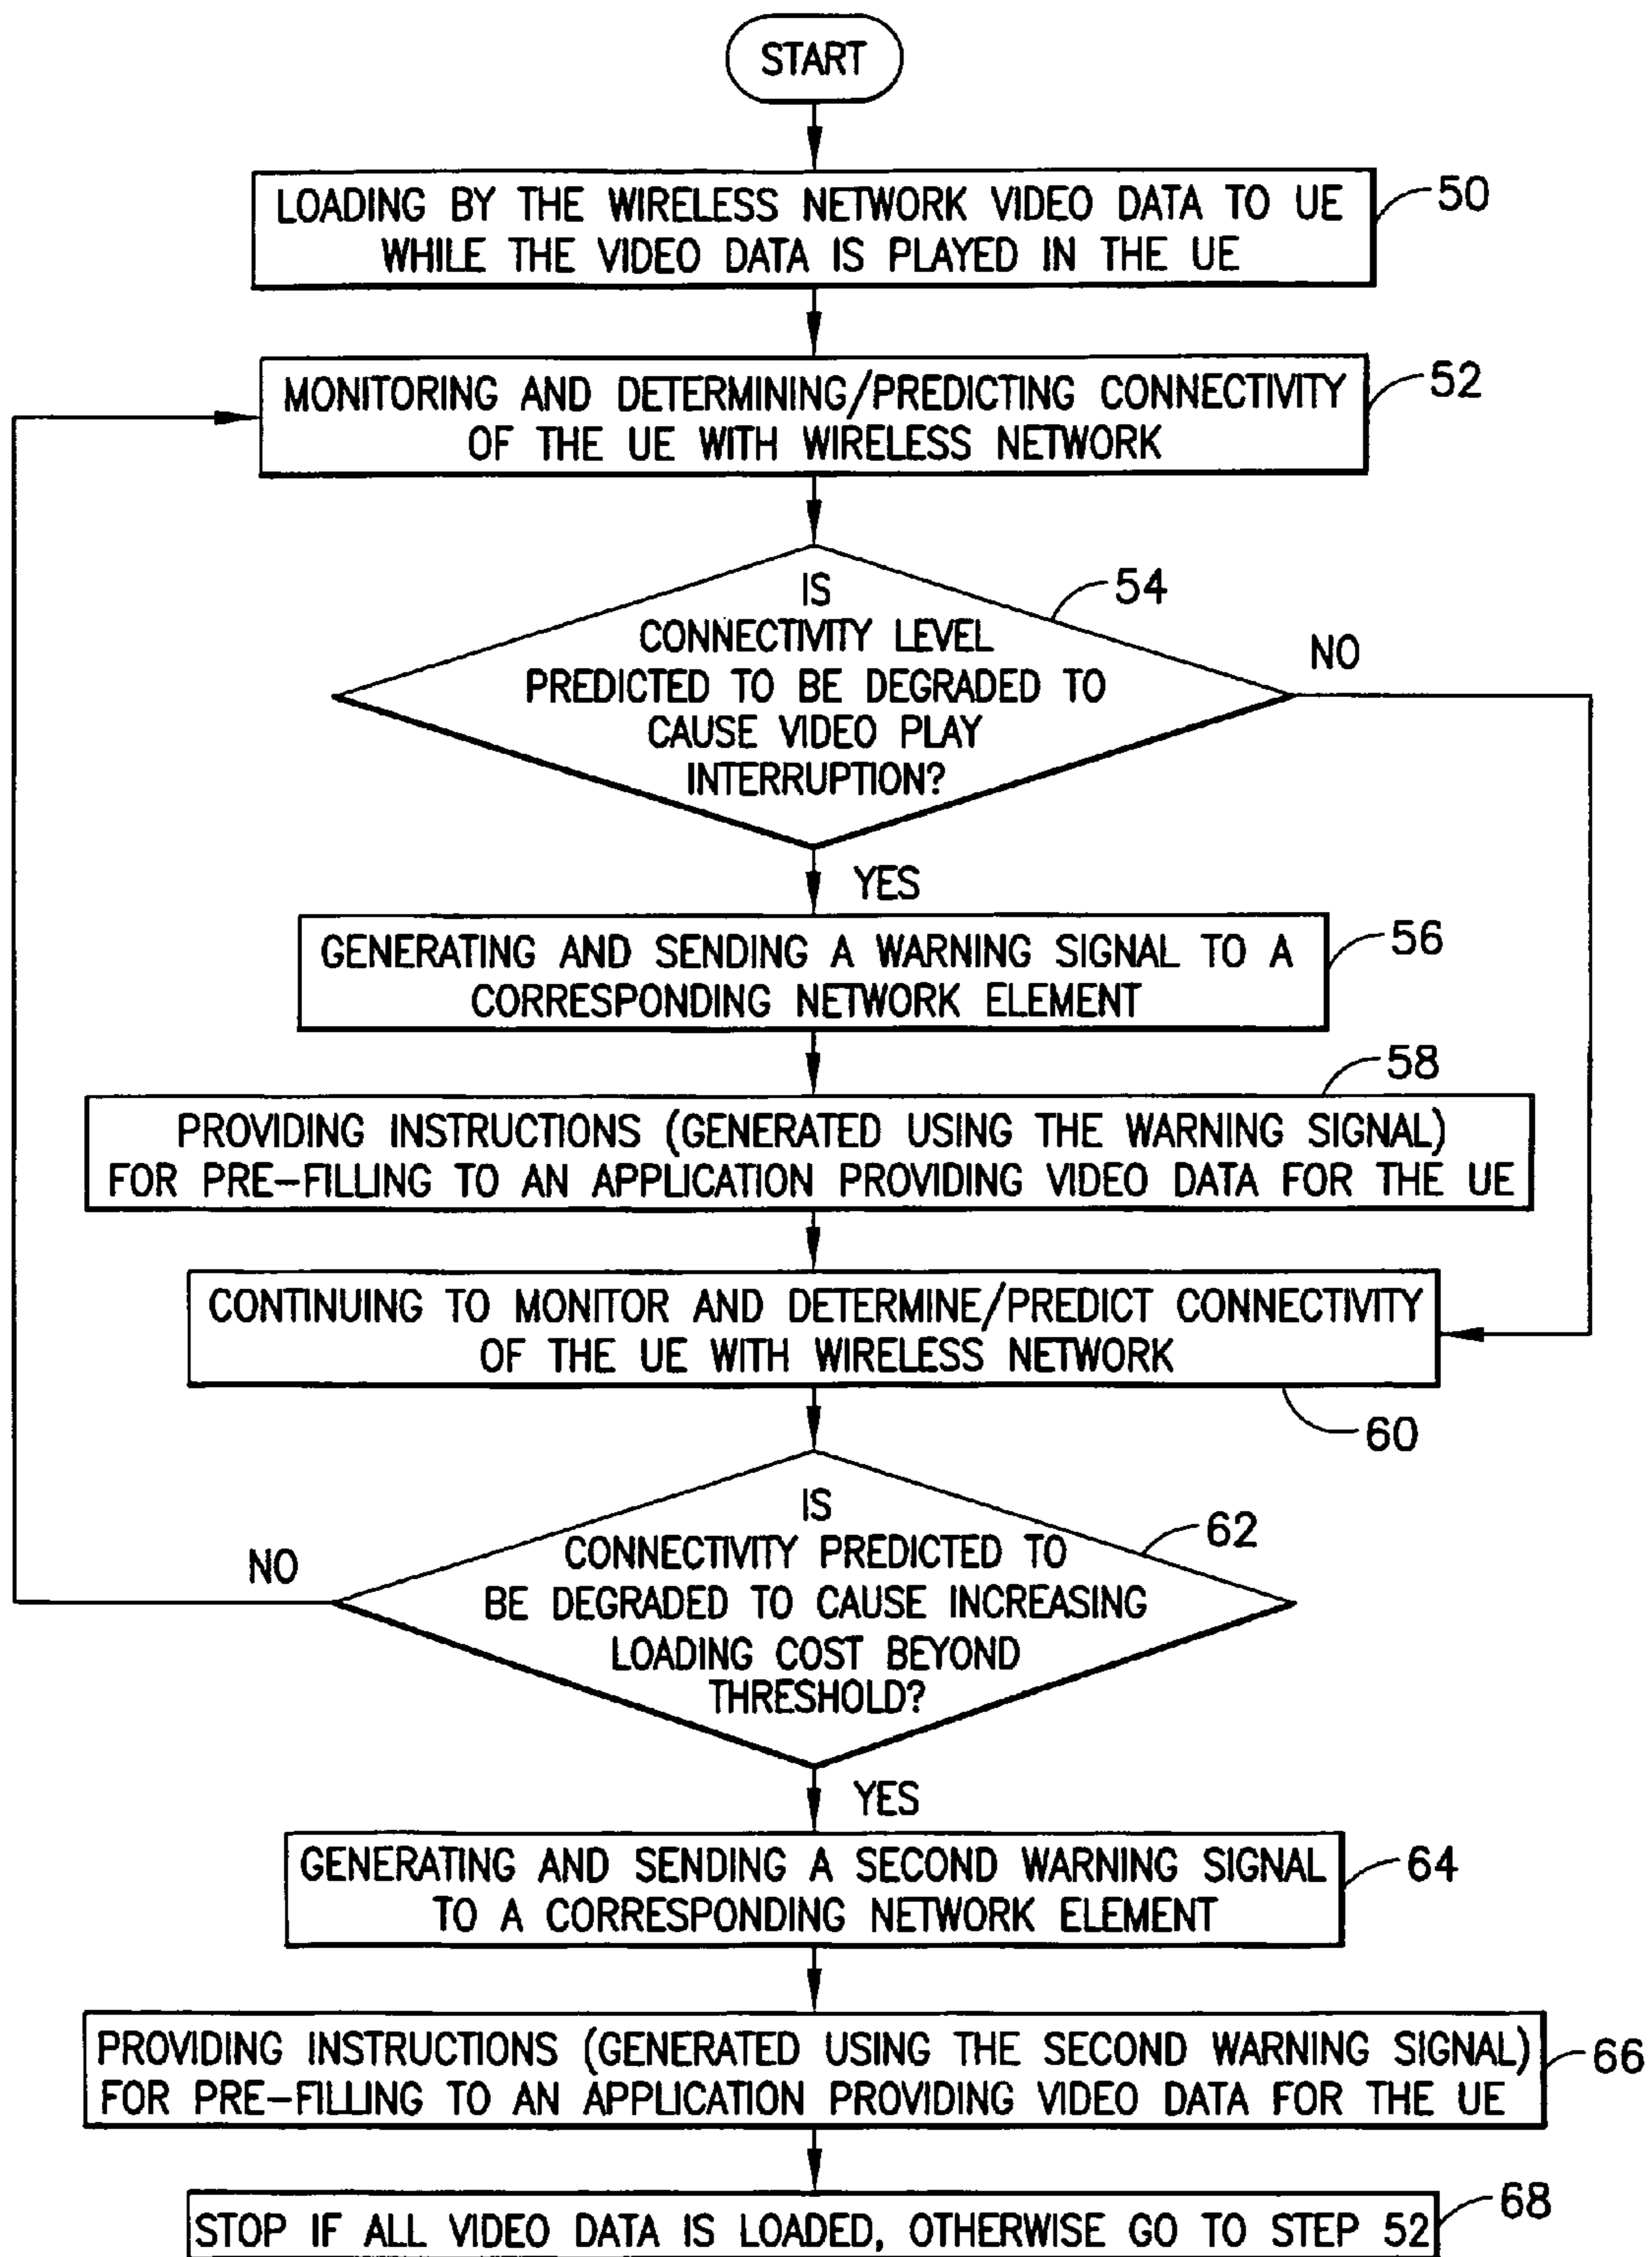 START
LOADING BY THE WIRELESS NETWORK VIDEO DATA TO UE
WHILE THE VIDEO DATA IS PLAYED IN THE UE
50
MONITORING AND DETERMINING/PREDICTING CONNECTIVITY
OF THE UE WITH WIRELESS NETWORK
52
IS
CONNECTIVITY LEVEL
PREDICTED TO BE DEGRADED TO
CAUSE VIDEO PLAY
INTERRUPTION?
54
NO
YES
GENERATING AND SENDING A WARNING SIGNAL TO A
CORRESPONDING NETWORK ELEMENT
56
58
PROVIDING INSTRUCTIONS (GENERATED USING THE WARNING SIGNAL)
FOR PRE-FILLING TO AN APPLICATION PROVIDING VIDEO DATA FOR THE UE
CONTINUING TO MONITOR AND DETERMINE/PREDICT CONNECTIVITY
OF THE UE WITH WIRELESS NETWORK
60
IS
CONNECTIVITY PREDICTED TO
BE DEGRADED TO CAUSE INCREASING
LOADING COST BEYOND
THRESHOLD?
62
NO
YES
GENERATING AND SENDING A SECOND WARNING SIGNAL
TO A CORRESPONDING NETWORK ELEMENT
64
PROVIDING INSTRUCTIONS (GENERATED USING THE SECOND WARNING SIGNAL)
FOR PRE-FILLING TO AN APPLICATION PROVIDING VIDEO DATA FOR THE UE
66
STOP IF ALL VIDEO DATA IS LOADED, OTHERWISE GO TO STEP 52
68